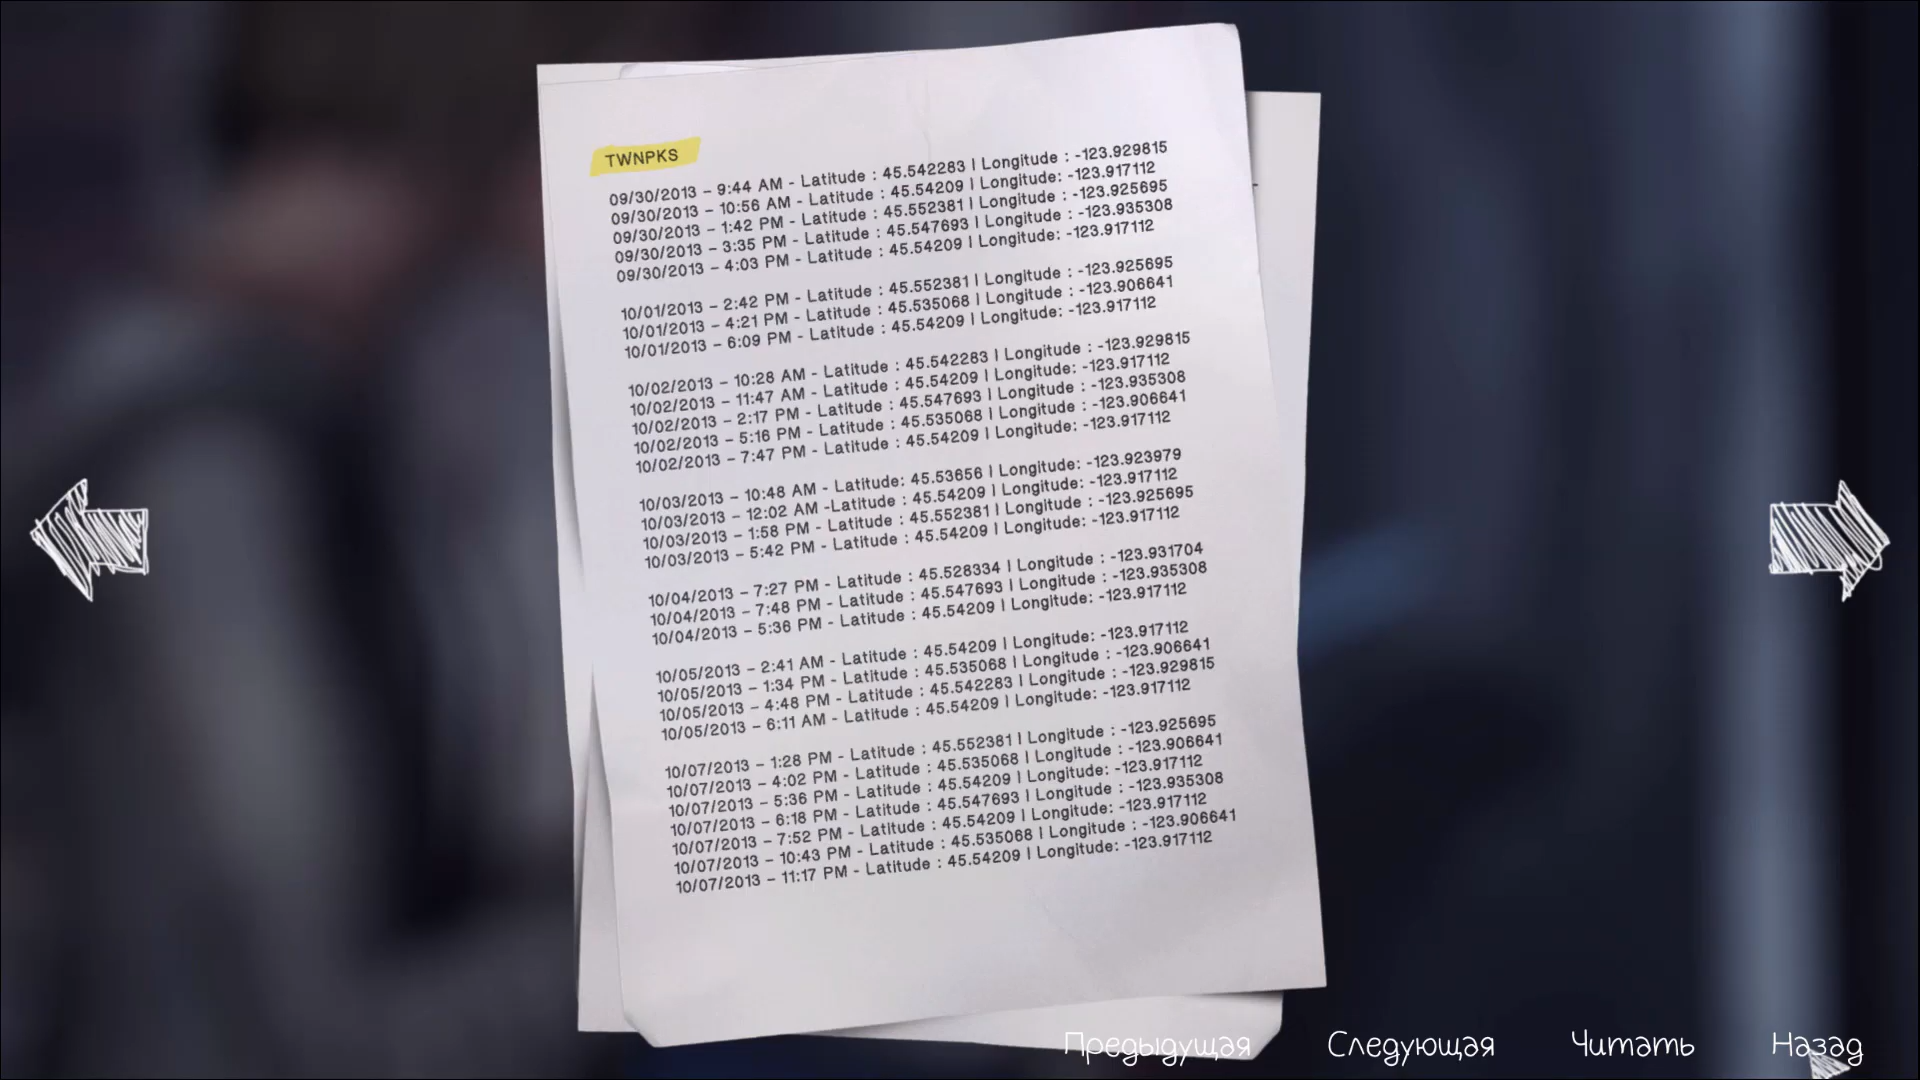 TWNPKS
09/30/2013 – 9:44 AM - Latitude : 45.542283 | Longitude : -123.929815
09/30/2013 – 10:56 AM - Latitude : 45.54209 | Longitude: -123.917112
09/30/2013 – 1:42 PM - Latitude : 45.552381 | Longitude : -123.925695
09/30/2013 – 3:35 PM - Latitude : 45.547693 | Longitude : -123.935308
09/30/2013 – 4:03 PM - Latitude : 45.54209 | Longitude: -123.917112
10/01/2013 – 2:42 PM - Latitude : 45.552381 | Longitude : -123.925695
10/01/2013 – 4:21 PM - Latitude : 45.535068 | Longitude : -123.906641
10/01/2013 – 6:09 PM - Latitude : 45.54209 | Longitude: -123.917112
10/02/2013 – 10:28 AM - Latitude : 45.542283 | Longitude : -123.929815
10/02/2013 – 11:47 AM - Latitude : 45.54209 | Longitude: -123.917112
10/02/2013 – 2:17 PM - Latitude : 45.547693 | Longitude : -123.935308
10/02/2013 – 5:16 PM - Latitude : 45.535068 | Longitude : -123.906641
10/02/2013 – 7:47 PM - Latitude : 45.54209 | Longitude: -123.917112
10/03/2013 – 10:48 AM - Latitude: 45.53656 | Longitude: -123.923979
10/03/2013 – 12:02 AM -Latitude : 45.54209 | Longitude: -123.917112
10/03/2013 – 1:58 PM - Latitude : 45.552381 | Longitude : -123.925695
10/03/2013 – 5:42 PM - Latitude : 45.54209 | Longitude: -123.917112
10/04/2013 – 7:27 PM - Latitude : 45.528334 | Longitude : -123.931704
10/04/2013 – 7:48 PM - Latitude : 45.547693 | Longitude : -123.935308
10/04/2013 – 5:36 PM - Latitude : 45.54209 | Longitude: -123.917112
10/05/2013 – 2:41 AM - Latitude : 45.54209 | Longitude: -123.917112
10/05/2013 – 1:34 PM - Latitude : 45.535068 | Longitude : -123.906641
10/05/2013 – 4:48 PM - Latitude : 45.542283 | Longitude : -123.929815
10/05/2013 – 6:11 AM - Latitude : 45.54209 | Longitude: -123.917112
10/07/2013 – 1:28 PM - Latitude : 45.552381 | Longitude : -123.925695
10/07/2013 – 4:02 PM - Latitude : 45.535068 | Longitude : -123.906641
10/07/2013 – 5:36 PM - Latitude : 45.54209 | Longitude: -123.917112
10/07/2013 – 6:18 PM - Latitude : 45.547693 | Longitude : -123.935308
10/07/2013 – 7:52 PM - Latitude : 45.54209 | Longitude: -123.917112
10/07/2013 – 10:43 PM - Latitude : 45.535068 | Longitude : -123.906641
10/07/2013 – 11:17 PM - Latitude : 45.54209 | Longitude: -123.917112
Предыдущая Следующая Читать Назад